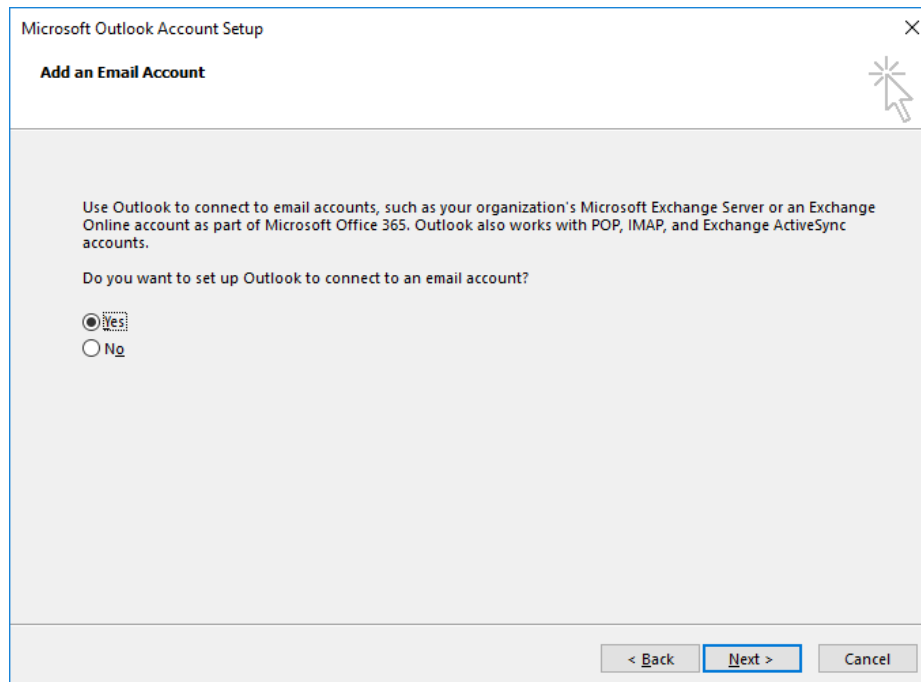 Microsoft Outlook Account Setup
Add an Email Account
Use Outlook to connect to email accounts, such as your organization's Microsoft Exchange Server or an Exchange
Online account as part of Microsoft Office 365. Outlook also works with POP, IMAP, and Exchange ActiveSync
accounts.
Do you want to set up Outlook to connect to an email account?
Yes
No
< Back Next > Cancel